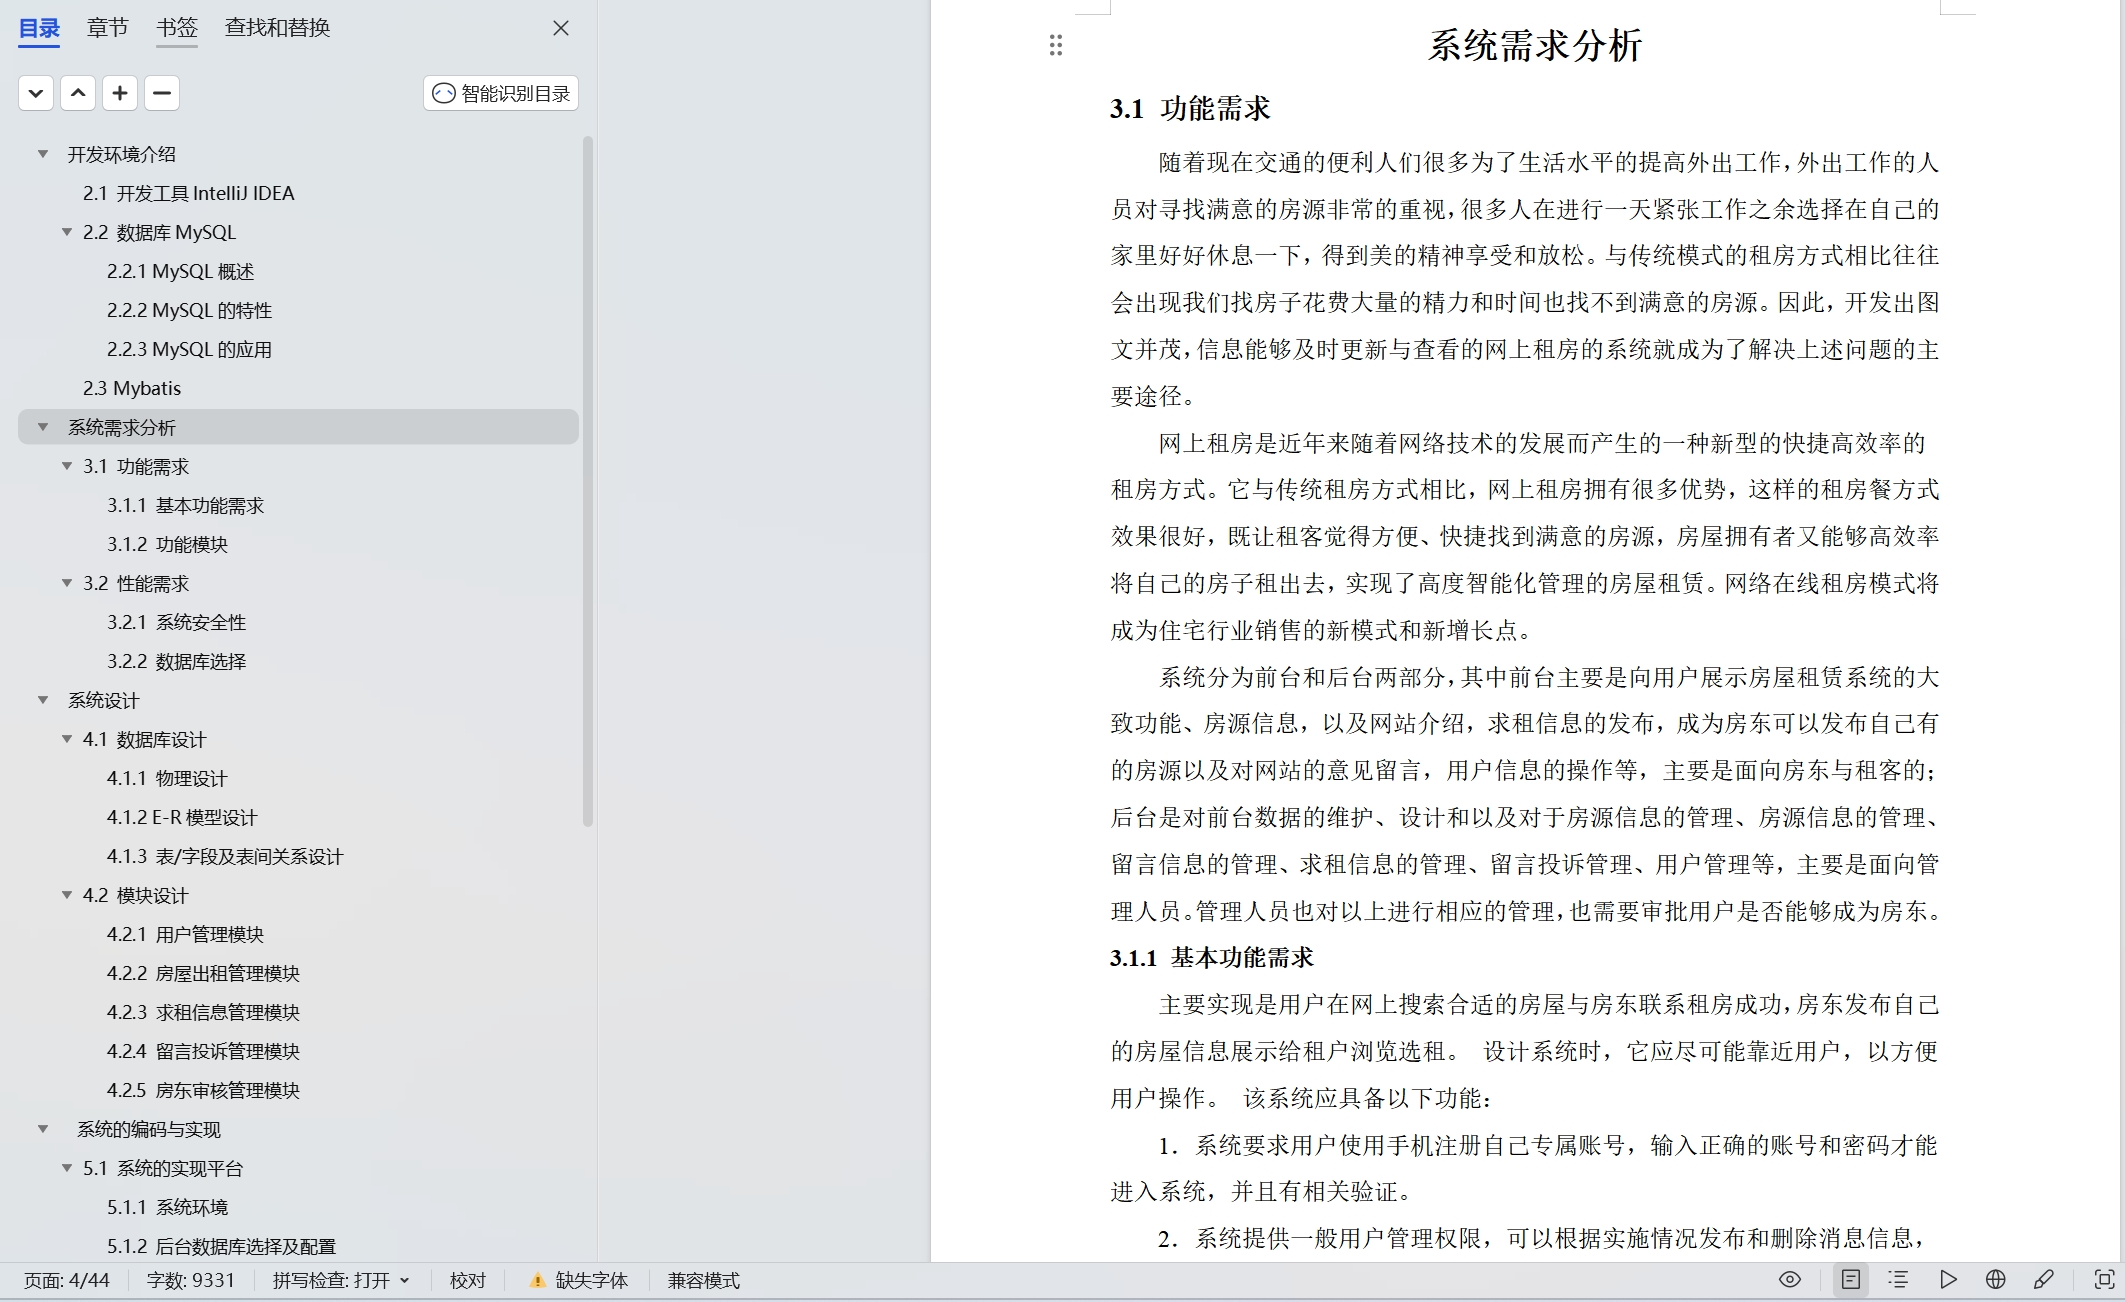 目录 章节 书签 查找和替换
智能识别目录
开发环境介绍
2.1 开发工具 IntelliJ IDEA
2.2 数据库 MySQL
2.2.1 MySQL 概述
2.2.2 MySQL 的特性
2.2.3 MySQL 的应用
2.3 Mybatis
系统需求分析
3.1 功能需求
3.1.1 基本功能需求
3.1.2 功能模块
3.2 性能需求
3.2.1 系统安全性
3.2.2 数据库选择
系统设计
4.1 数据库设计
4.1.1 物理设计
4.1.2 E-R 模型设计
4.1.3 表/字段及表间关系设计
4.2 模块设计
4.2.1 用户管理模块
4.2.2 房屋出租管理模块
4.2.3 求租信息管理模块
4.2.4 留言投诉管理模块
4.2.5 房东审核管理模块
系统的编码与实现
5.1 系统的实现平台
5.1.1 系统环境
5.1.2 后台数据库选择及配置
系统需求分析
3.1 功能需求
随着现在交通的便利人们很多为了生活水平的提高外出工作，外出工作的人
员对寻找满意的房源非常的重视，很多人在进行一天紧张工作之余选择在自己的
家里好好休息一下，得到美的精神享受和放松。与传统模式的租房方式相比往往
会出现我们找房子花费大量的精力和时间也找不到满意的房源。因此，开发出图
文并茂，信息能够及时更新与查看的网上租房的系统就成为了解决上述问题的主
要途径。
网上租房是近年来随着网络技术的发展而产生的一种新型的快捷高效率的
租房方式。它与传统租房方式相比，网上租房拥有很多优势，这样的租房餐方式
效果很好，既让租客觉得方便、快捷找到满意的房源，房屋拥有者又能够高效率
将自己的房子租出去，实现了高度智能化管理的房屋租赁。网络在线租房模式将
成为住宅行业销售的新模式和新增长点。
系统分为前台和后台两部分，其中前台主要是向用户展示房屋租赁系统的大
致功能、房源信息，以及网站介绍，求租信息的发布，成为房东可以发布自己有
的房源以及对网站的意见留言，用户信息的操作等，主要是面向房东与租客的；
后台是对前台数据的维护、设计和以及对于房源信息的管理、房源信息的管理、
留言信息的管理、求租信息的管理、留言投诉管理、用户管理等，主要是面向管
理人员。管理人员也对以上进行相应的管理，也需要审批用户是否能够成为房东。
3.1.1 基本功能需求
主要实现是用户在网上搜索合适的房屋与房东联系租房成功，房东发布自己
的房屋信息展示给租户浏览选租。 设计系统时，它应尽可能靠近用户，以方便
用户操作。 该系统应具备以下功能：
1．系统要求用户使用手机注册自己专属账号，输入正确的账号和密码才能
进入系统，并且有相关验证。
2．系统提供一般用户管理权限，可以根据实施情况发布和删除消息信息，
页面: 4/44 字数: 9331 拼写检查: 打开 校对 缺失字体 兼容模式